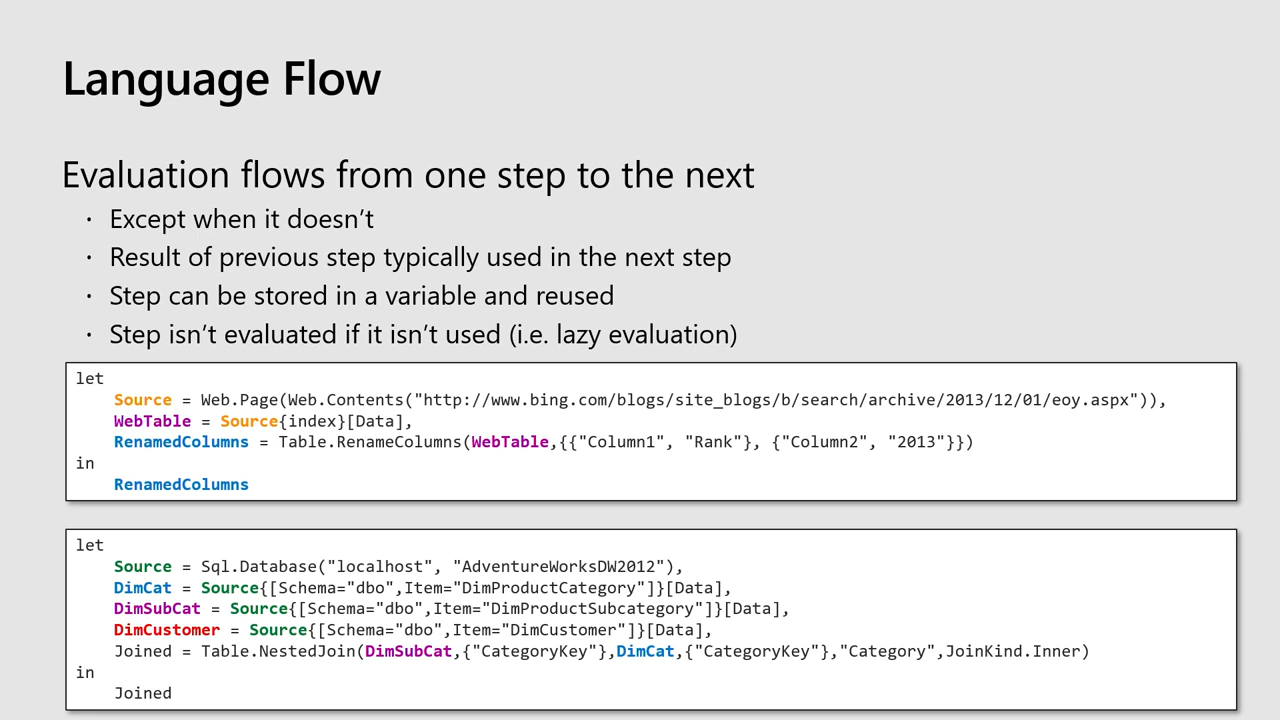 Language Flow
Evaluation flows from one step to the next
· Except when it doesn’t
· Result of previous step typically used in the next step
· Step can be stored in a variable and reused
· Step isn’t evaluated if it isn’t used (i.e. lazy evaluation)
let
    Source = Web.Page(Web.Contents("http://www.bing.com/blogs/site_blogs/b/search/archive/2013/12/01/eoy.aspx")),
    WebTable = Source{index}[Data],
    RenamedColumns = Table.RenameColumns(WebTable,{{"Column1", "Rank"}, {"Column2", "2013"}})
in
    RenamedColumns
let
    Source = Sql.Database("localhost", "AdventureWorksDW2012"),
    DimCat = Source{[Schema="dbo",Item="DimProductCategory"]}[Data],
    DimSubCat = Source{[Schema="dbo",Item="DimProductSubcategory"]}[Data],
    DimCustomer = Source{[Schema="dbo",Item="DimCustomer"]}[Data],
    Joined = Table.NestedJoin(DimSubCat,{"CategoryKey"},DimCat,{"CategoryKey"},"Category",JoinKind.Inner)
in
    Joined